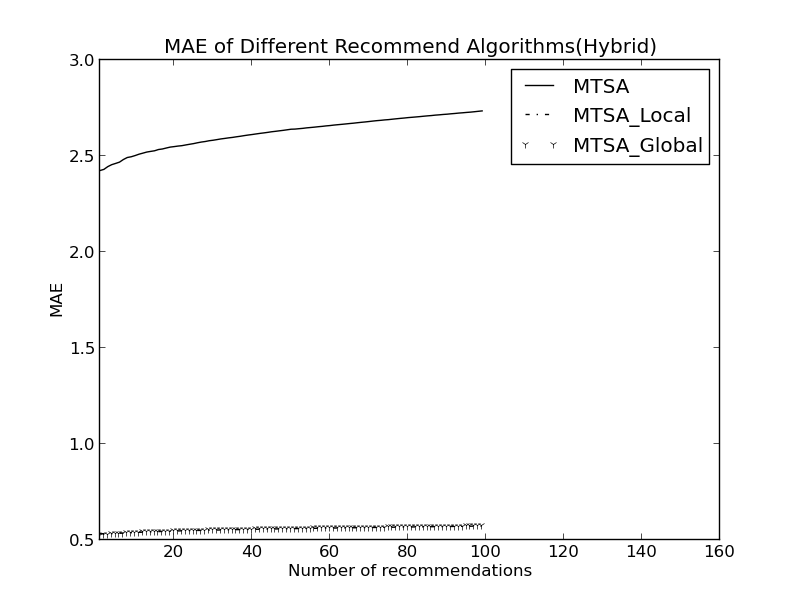 MAE of Different Recommend Algorithms(Hybrid)
3.0
2.5
2.0
1.5
1.0
0.5
MAE
MTSA
MTSA_Local
MTSA_Global
20 40 60 80 100 120 140 160
Number of recommendations